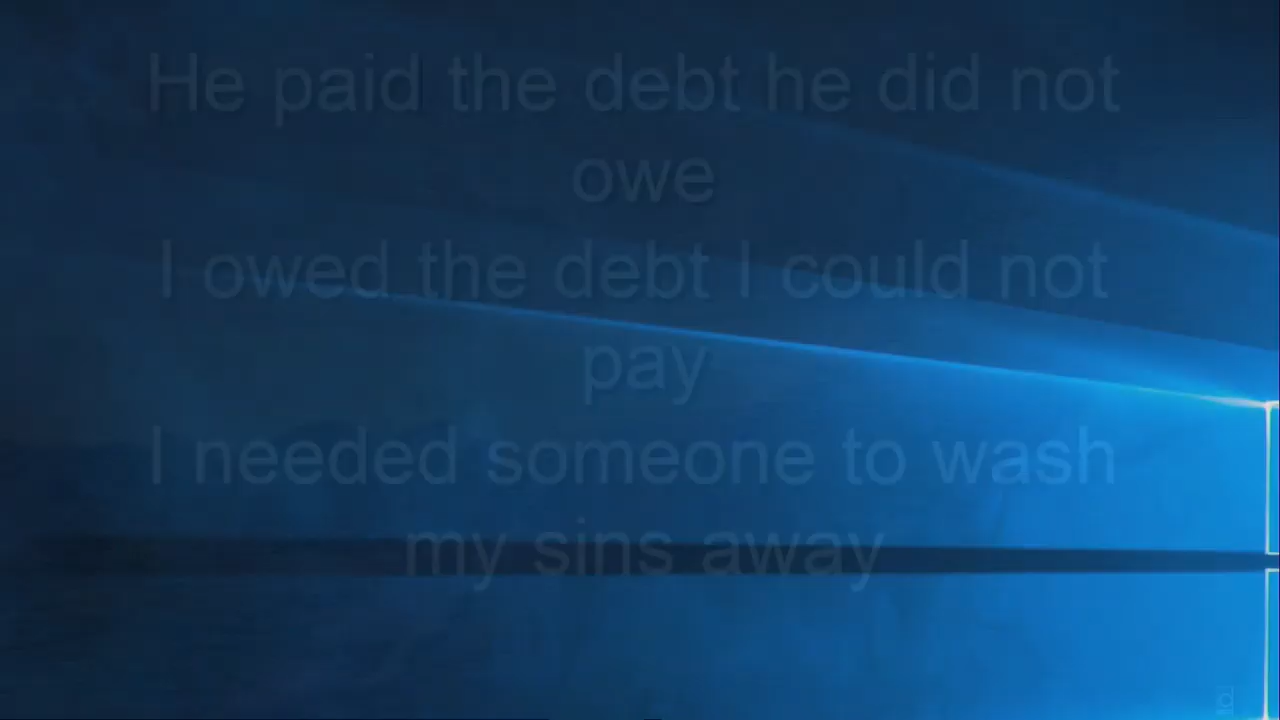 He paid the debt he did not
owe
I owed the debt I could not
pay
I needed someone to wash
my sins away